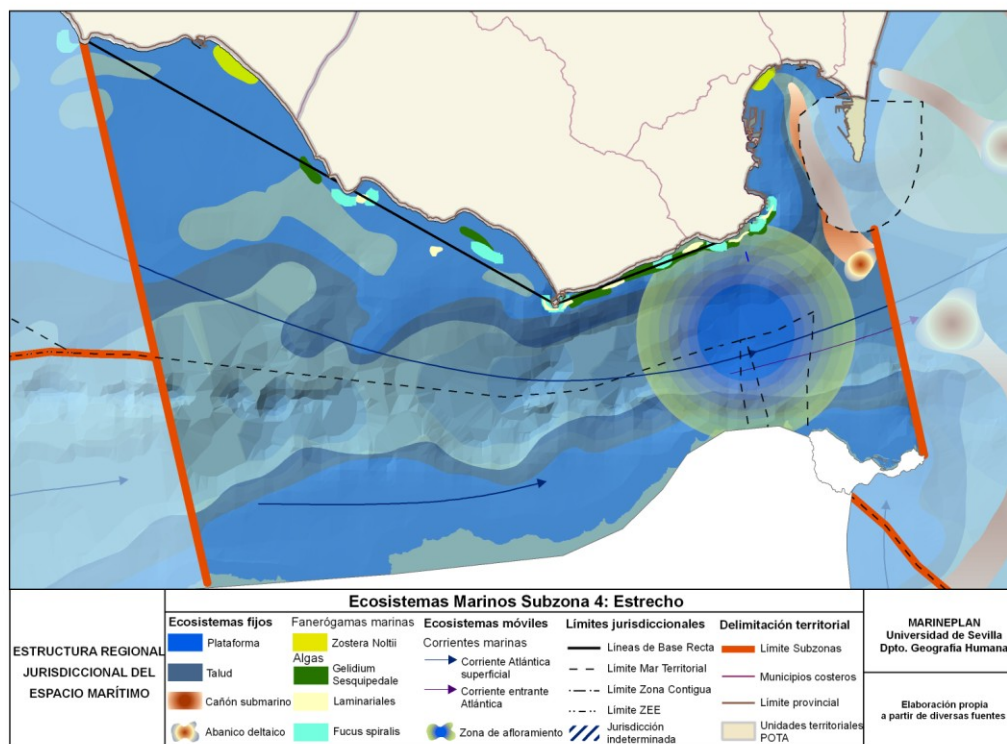 Ecosistemas Marinos Subzona 4: Estrecho
ESTRUCTURA REGIONAL
JURISDICCIONAL DEL
ESPACIO MARÍTIMO
Ecosistemas fijos
Plataforma
Talud
Cañón submarino
Abanico deltaico
Fanerógamas marinas
Zostera Noltii
Algas
Gelidium
Sesquipedale
Laminariales
Fucus spiralis
Ecosistemas móviles
Corrientes marinas
Corriente Atlántica
superficial
Corriente entrante
Atlántica
Zona de afloramiento
Límites jurisdiccionales
Líneas de Base Recta
Límite Mar Territorial
Límite Zona Contigua
Límite ZEE
Jurisdicción
indeterminada
Delimitación territorial
Límite Subzonas
Municipios costeros
Límite provincial
Unidades territoriales
POTA
MARINEPLAN
Universidad de Sevilla
Dpto. Geografía Humana
Elaboración propia
a partir de diversas fuentes